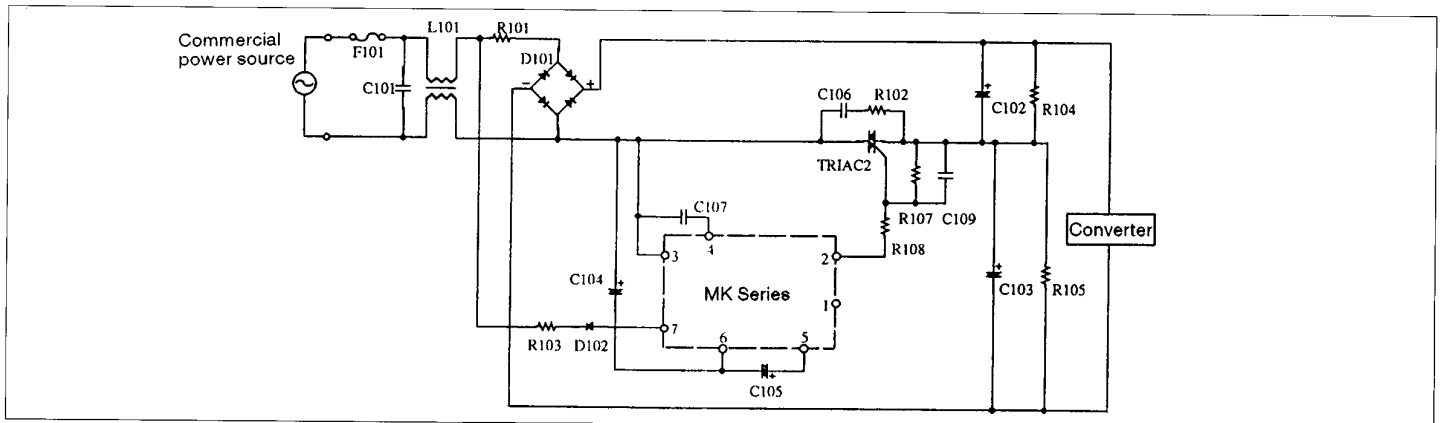 Commercial
power source
F101
L101
R101
D101
−
+
C101
C106
R102
+
C102
R104
TRIAC2
C107
R107
C109
R108
Converter
3
4
2
C104
+
MK Series
1
+
C103
R105
7
R103
D102
6
5
+
C105